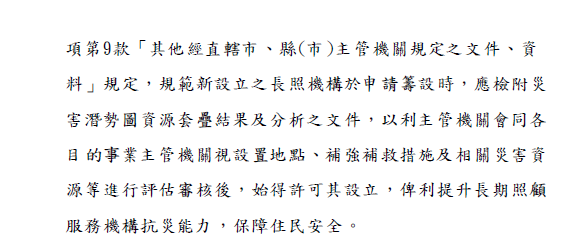 項第9款「其他經直轄市、縣(市)主管機關規定之文件、資
料」規定，規範新設立之長照機構於申請籌設時，應檢附災
害潛勢圖資源套疊結果及分析之文件，以利主管機關會同各
目的事業主管機關視設置地點、補強補救措施及相關災害資
源等進行評估審核後，始得許可其設立，俾利提升長期照顧
服務機構抗災能力，保障住民安全。